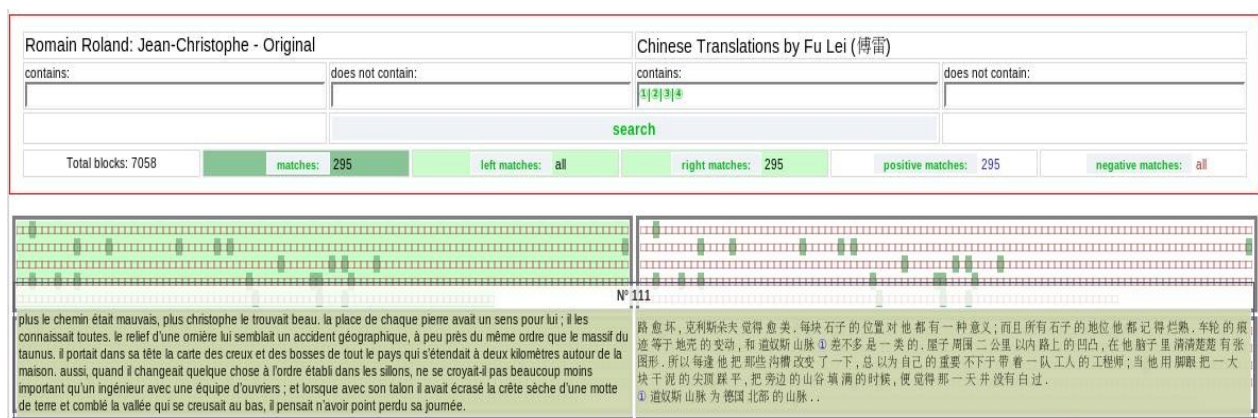 Romain Roland: Jean-Christophe - Original
Chinese Translations by Fu Lei (傅雷)
contains:
does not contain:
contains:
does not contain:
1|2|3|4
search
Total blocks: 7058
matches: 295
left matches: all
right matches: 295
positive matches: 295
negative matches: all
N° 111
plus le chemin était mauvais, plus christophe le trouvait beau. la place de chaque pierre avait un sens pour lui ; il les
connaissait toutes. le relief d'une ornière lui semblait un accident géographique, à peu près du même ordre que le massif du
taunus. il portait dans sa tête la carte des creux et des bosses de tout le pays qui s'étendait à deux kilomètres autour de la
maison. aussi, quand il changeait quelque chose à l'ordre établi dans les sillons, ne se croyait-il pas beaucoup moins
important qu'un ingénieur avec une équipe d'ouvriers ; et lorsque avec son talon il avait écrasé la crête sèche d'une motte
de terre et comblé la vallée qui se creusait au bas, il pensait n'avoir point perdu sa journée.
路愈坏,克利斯朵夫觉得愈美.每块石子的位置对他都有一种意义;而且所有石子的地位他都记得烂熟.车轮的痕
迹等于地壳的变动,和道奴斯山脉①差不多是一类的.屋子周围二公里以内路上的凹凸,在他脑子里清清楚楚有张
图形.所以每逢他把那些沟槽改变了一下,总以为自己的重要不下于带着一队工人的工程师;当他用脚跟把一大
块干泥的尖顶踩平,把旁边的山谷填满的时候,便觉得那一天并没有白过.
①道奴斯山脉为德国北部的山脉..